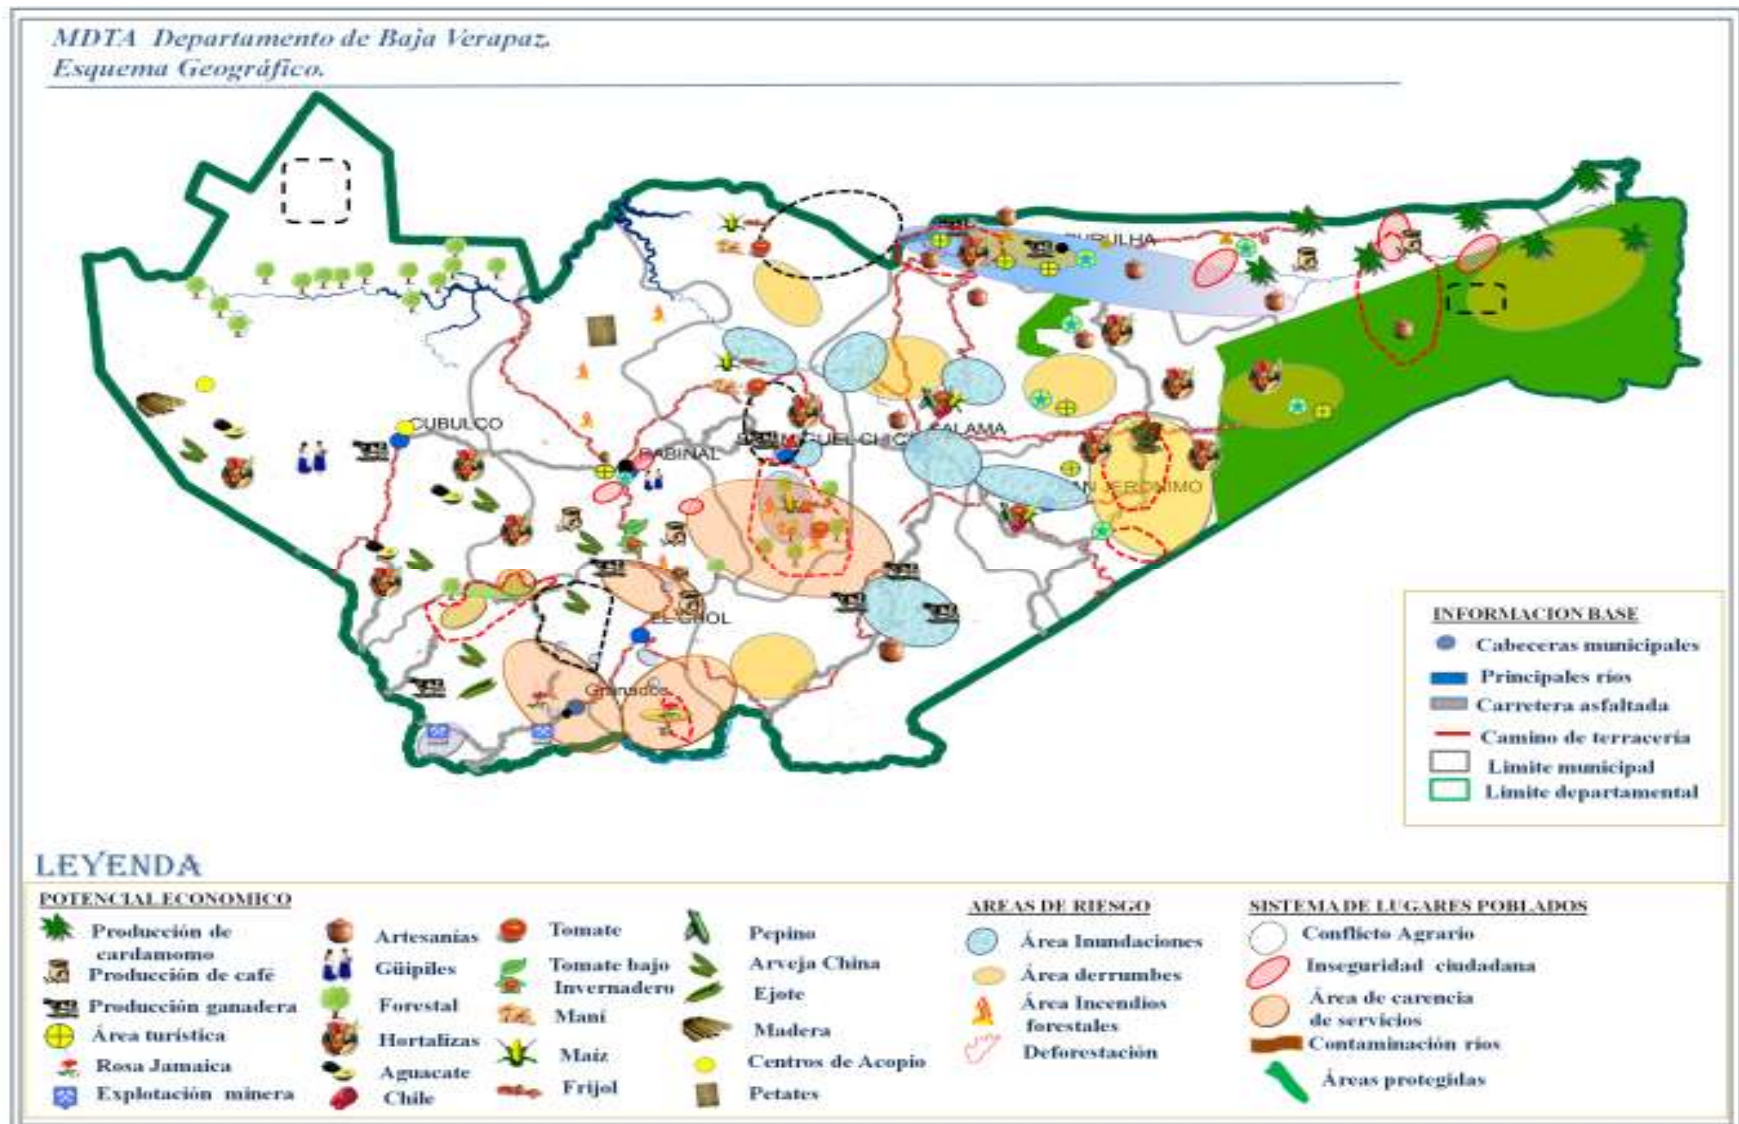 MDTA Departamento de Baja Verapaz.
Esquema Geográfico.
PURULHA
CUBULCO
RABINAL
SALAMA
SAN JERONIMO
EL CHOL
Granados
INFORMACION BASE
Cabeceras municipales
Principales ríos
Carretera asfaltada
Camino de terracería
Limite municipal
Límite departamental
LEYENDA
POTENCIAL ECONOMICO
Producción de
cardamomo
Producción de café
Producción ganadera
Área turística
Rosa Jamaica
Explotación minera
Artesanías
Güipiles
Forestal
Hortalizas
Aguacate
Chile
Tomate
Tomate bajo
Invernadero
Maní
Maíz
Frijol
Pepino
Arveja China
Ejote
Madera
Centros de Acopio
Petates
AREAS DE RIESGO
Área Inundaciones
Área derrumbes
Área Incendios
forestales
Deforestación
SISTEMA DE LUGARES POBLADOS
Conflicto Agrario
Inseguridad ciudadana
Área de carencia
de servicios
Contaminación ríos
Áreas protegidas